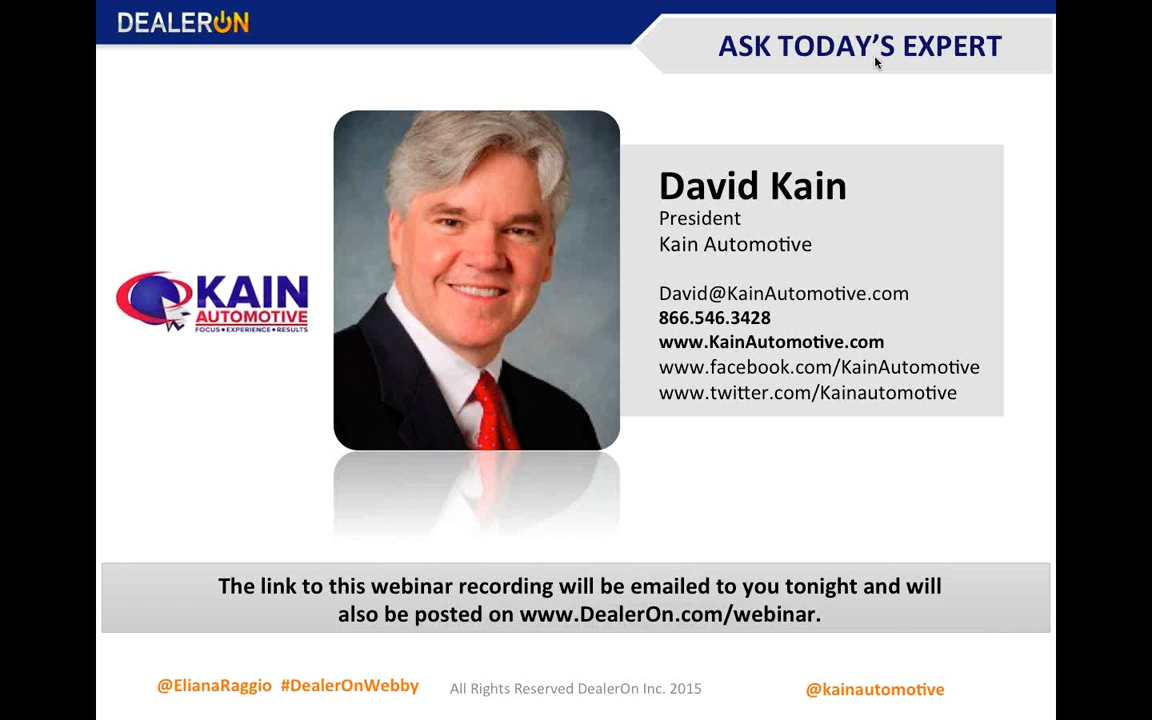 DEALERON
ASK TODAY’S EXPERT
David Kain
President
Kain Automotive
David@KainAutomotive.com
866.546.3428
www.KainAutomotive.com
www.facebook.com/KainAutomotive
www.twitter.com/Kainautomotive
KAIN
AUTOMOTIVE
FOCUS • EXPERIENCE • RESULTS
The link to this webinar recording will be emailed to you tonight and will
also be posted on www.DealerOn.com/webinar.
@ElianaRaggio #DealerOnWebby
All Rights Reserved DealerOn Inc. 2015
@kainautomotive